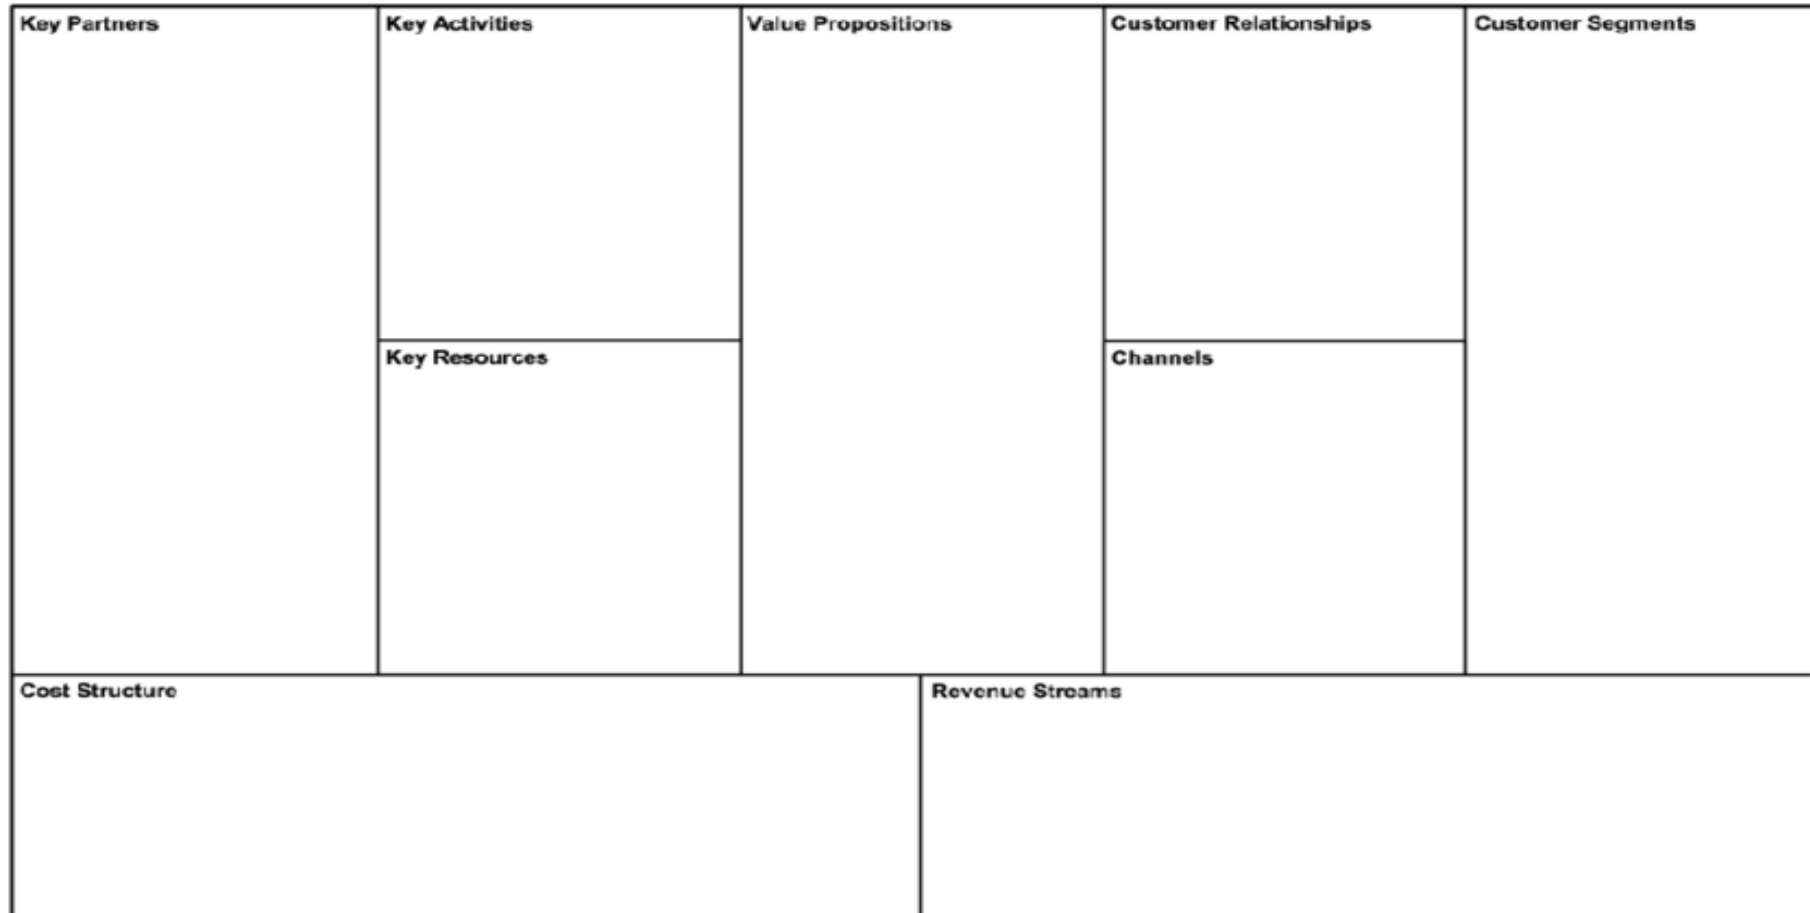 Key Partners
Key Activities
Value Propositions
Customer Relationships
Customer Segments
Key Resources
Channels
Cost Structure
Revenue Streams